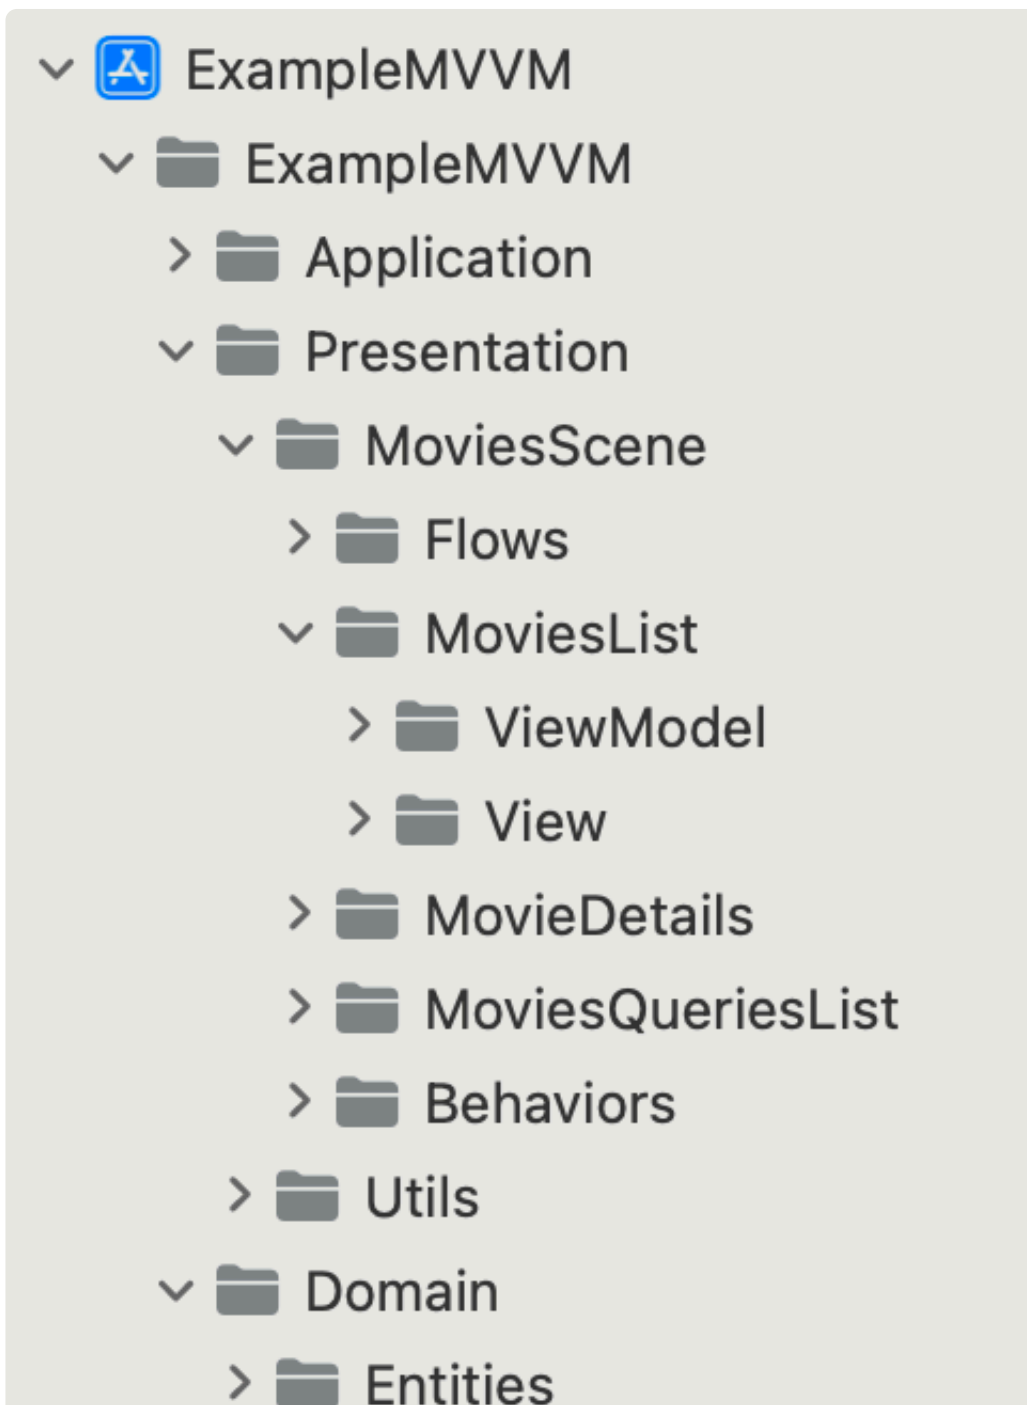 ExampleMVVM
ExampleMVVM
Application
Presentation
MoviesScene
Flows
MoviesList
ViewModel
View
MovieDetails
MoviesQueriesList
Behaviors
Utils
Domain
Entities